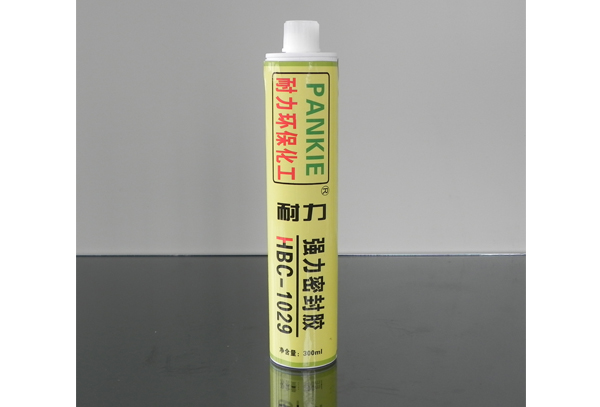 PANKIE
耐力环保化工
®
耐力
强力密封胶
HBC-1029
净含量：300ml